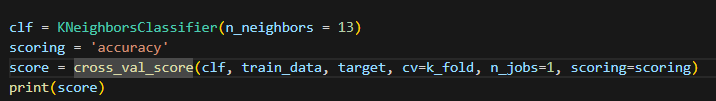 clf = KNeighborsClassifier(n_neighbors = 13)
scoring = 'accuracy'
score = cross_val_score(clf, train_data, target, cv=k_fold, n_jobs=1, scoring=scoring)
print(score)